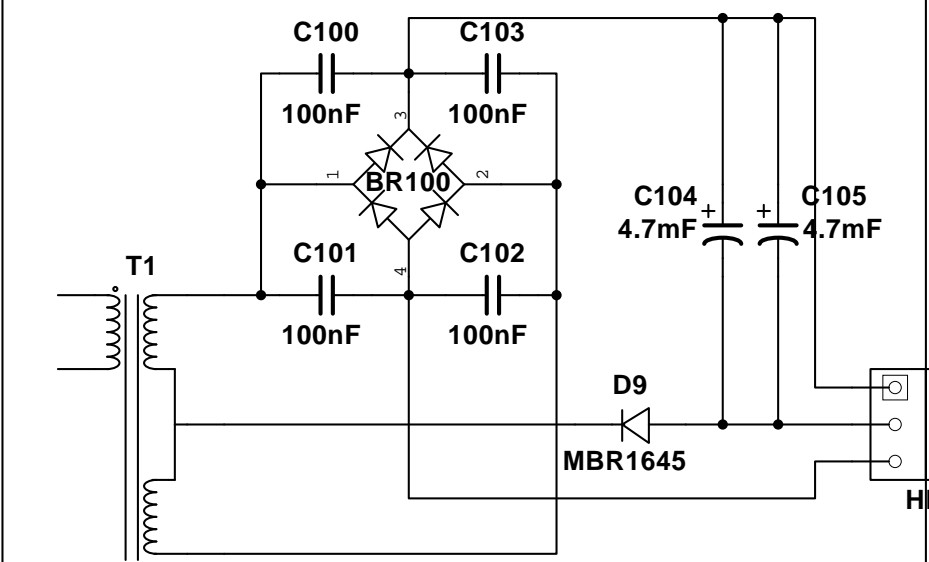 C100
C103
100nF
100nF
3
1
BR100
2
C104
C105
+
+
4.7mF
4.7mF
C101
C102
4
T1
100nF
100nF
D9
MBR1645